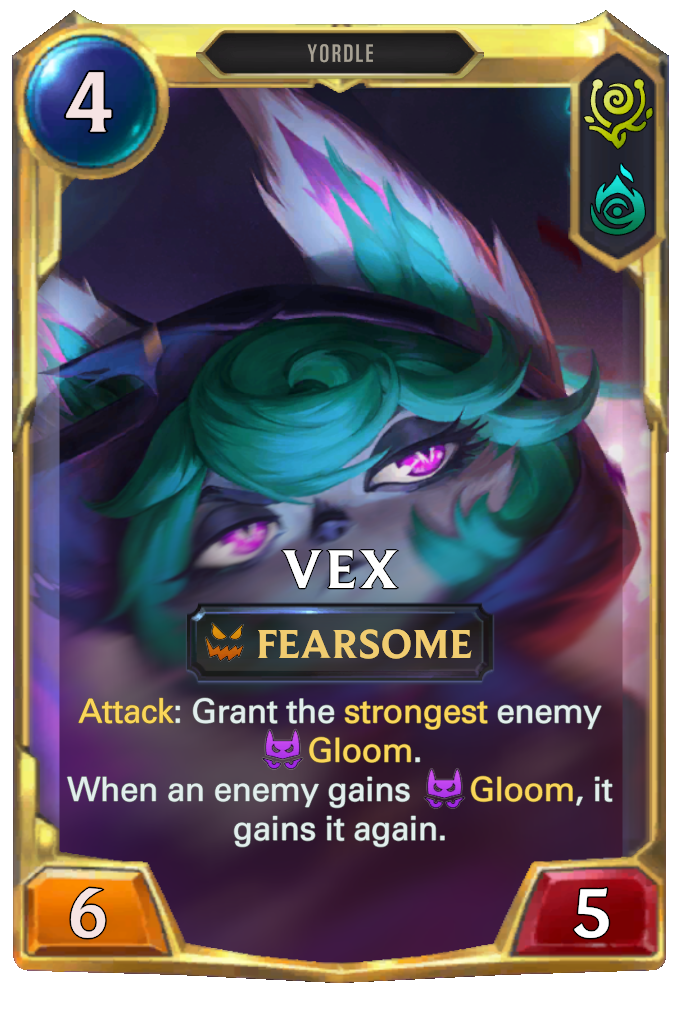 YORDLE
4
VEX
FEARSOME
Attack: Grant the strongest enemy
Gloom.
When an enemy gains Gloom, it
gains it again.
6
5